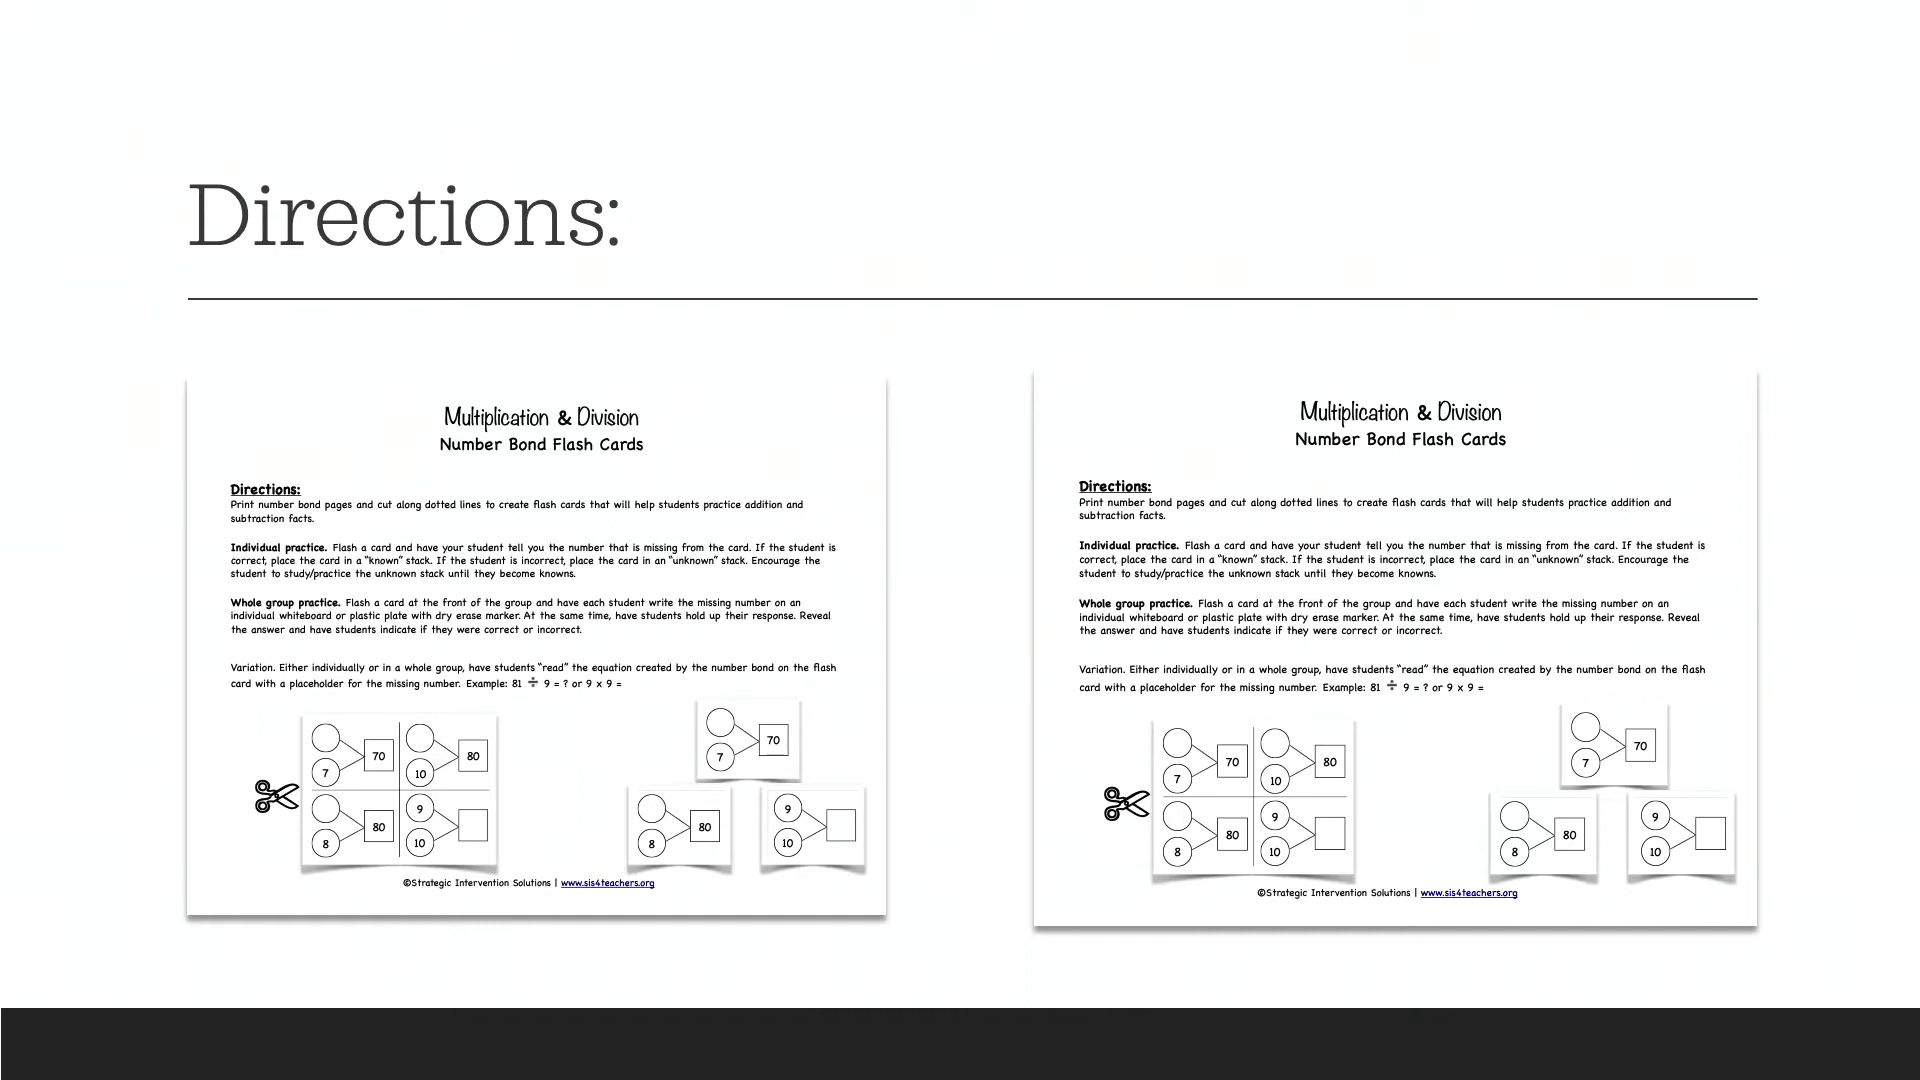 Directions:
Multiplication & Division
Number Bond Flash Cards
Directions:
Print number bond pages and cut along dotted lines to create flash cards that will help students practice addition and
subtraction facts.
Individual practice. Flash a card and have your student tell you the number that is missing from the card. If the student is
correct, place the card in a “known” stack. If the student is incorrect, place the card in an “unknown” stack. Encourage the
student to study/practice the unknown stack until they become knowns.
Whole group practice. Flash a card at the front of the group and have each student write the missing number on an
individual whiteboard or plastic plate with dry erase marker. At the same time, have students hold up their response. Reveal
the answer and have students indicate if they were correct or incorrect.
Variation. Either individually or in a whole group, have students “read” the equation created by the number bond on the flash
card with a placeholder for the missing number. Example: 81 ÷ 9 = ? or 9 x 9 =
70
7
80
10
80
8
9
10
70
7
80
8
9
10
©Strategic Intervention Solutions | www.sis4teachers.org
Multiplication & Division
Number Bond Flash Cards
Directions:
Print number bond pages and cut along dotted lines to create flash cards that will help students practice addition and
subtraction facts.
Individual practice. Flash a card and have your student tell you the number that is missing from the card. If the student is
correct, place the card in a “known” stack. If the student is incorrect, place the card in an “unknown” stack. Encourage the
student to study/practice the unknown stack until they become knowns.
Whole group practice. Flash a card at the front of the group and have each student write the missing number on an
individual whiteboard or plastic plate with dry erase marker. At the same time, have students hold up their response. Reveal
the answer and have students indicate if they were correct or incorrect.
Variation. Either individually or in a whole group, have students “read” the equation created by the number bond on the flash
card with a placeholder for the missing number. Example: 81 ÷ 9 = ? or 9 x 9 =
70
7
80
10
80
8
9
10
70
7
80
8
9
10
©Strategic Intervention Solutions | www.sis4teachers.org